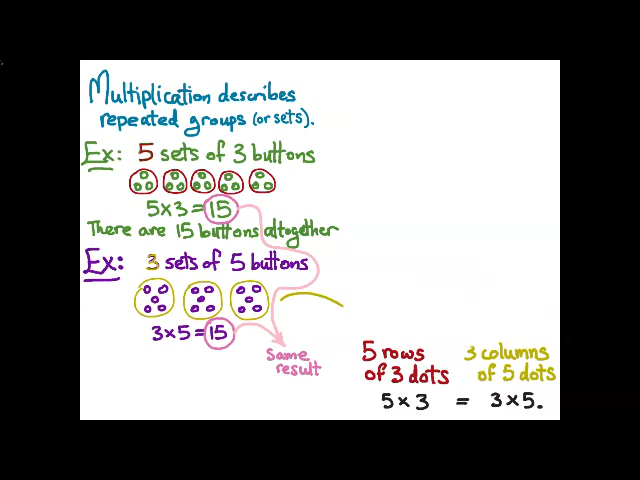 Multiplication describes
repeated groups (or sets).
Ex: 5 sets of 3 buttons
5 × 3 = 15
There are 15 buttons altogether
Ex: 3 sets of 5 buttons
3 × 5 = 15
same
result
5 rows
of 3 dots
3 columns
of 5 dots
5 × 3 = 3 × 5.